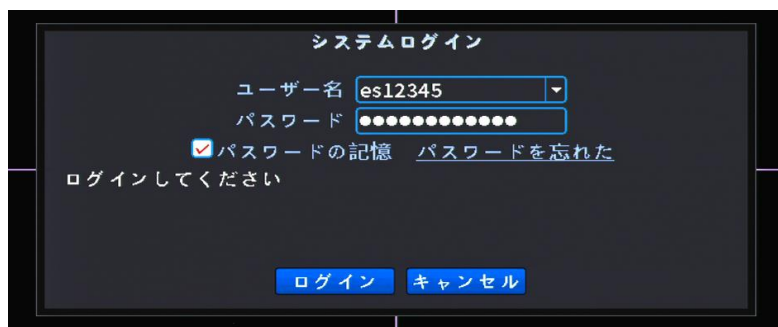 システムログイン
ユーザー名 es12345
パスワード ●●●●●●●●●●●●
パスワードの記憶 パスワードを忘れた
ログインしてください
ログイン キャンセル